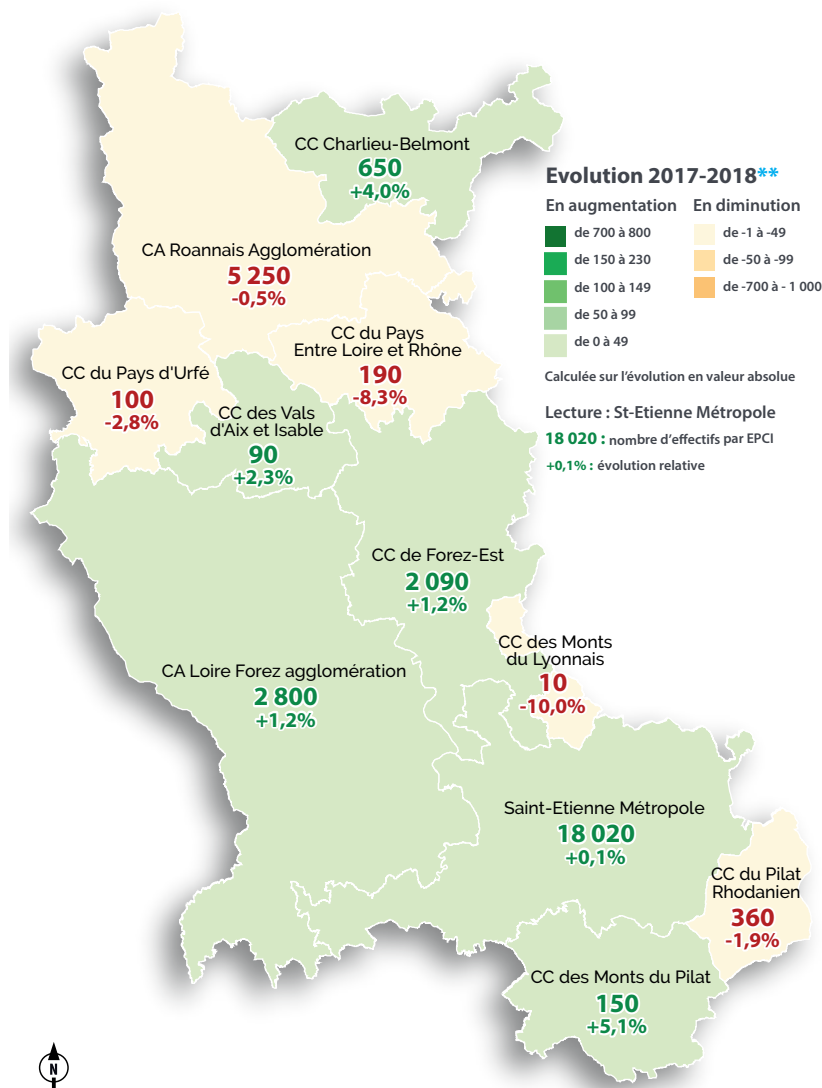 CC Charlieu-Belmont
650
+4,0%
Evolution 2017-2018**
En augmentation
de 700 à 800
de 150 à 230
de 100 à 149
de 50 à 99
de 0 à 49
En diminution
de -1 à -49
de -50 à -99
de -700 à - 1 000
Calculée sur l'évolution en valeur absolue
Lecture : St-Etienne Métropole
18 020 : nombre d'effectifs par EPCI
+0,1% : évolution relative
CA Roannais Agglomération
5 250
-0,5%
CC du Pays
Entre Loire et Rhône
190
-8,3%
CC du Pays d'Urfé
100
-2,8%
CC des Vals
d'Aix et Isable
90
+2,3%
CC de Forez-Est
2 090
+1,2%
CC des Monts
du Lyonnais
10
-10,0%
CA Loire Forez agglomération
2 800
+1,2%
Saint-Etienne Métropole
18 020
+0,1%
CC du Pilat
Rhodanien
360
-1,9%
CC des Monts du Pilat
150
+5,1%
N